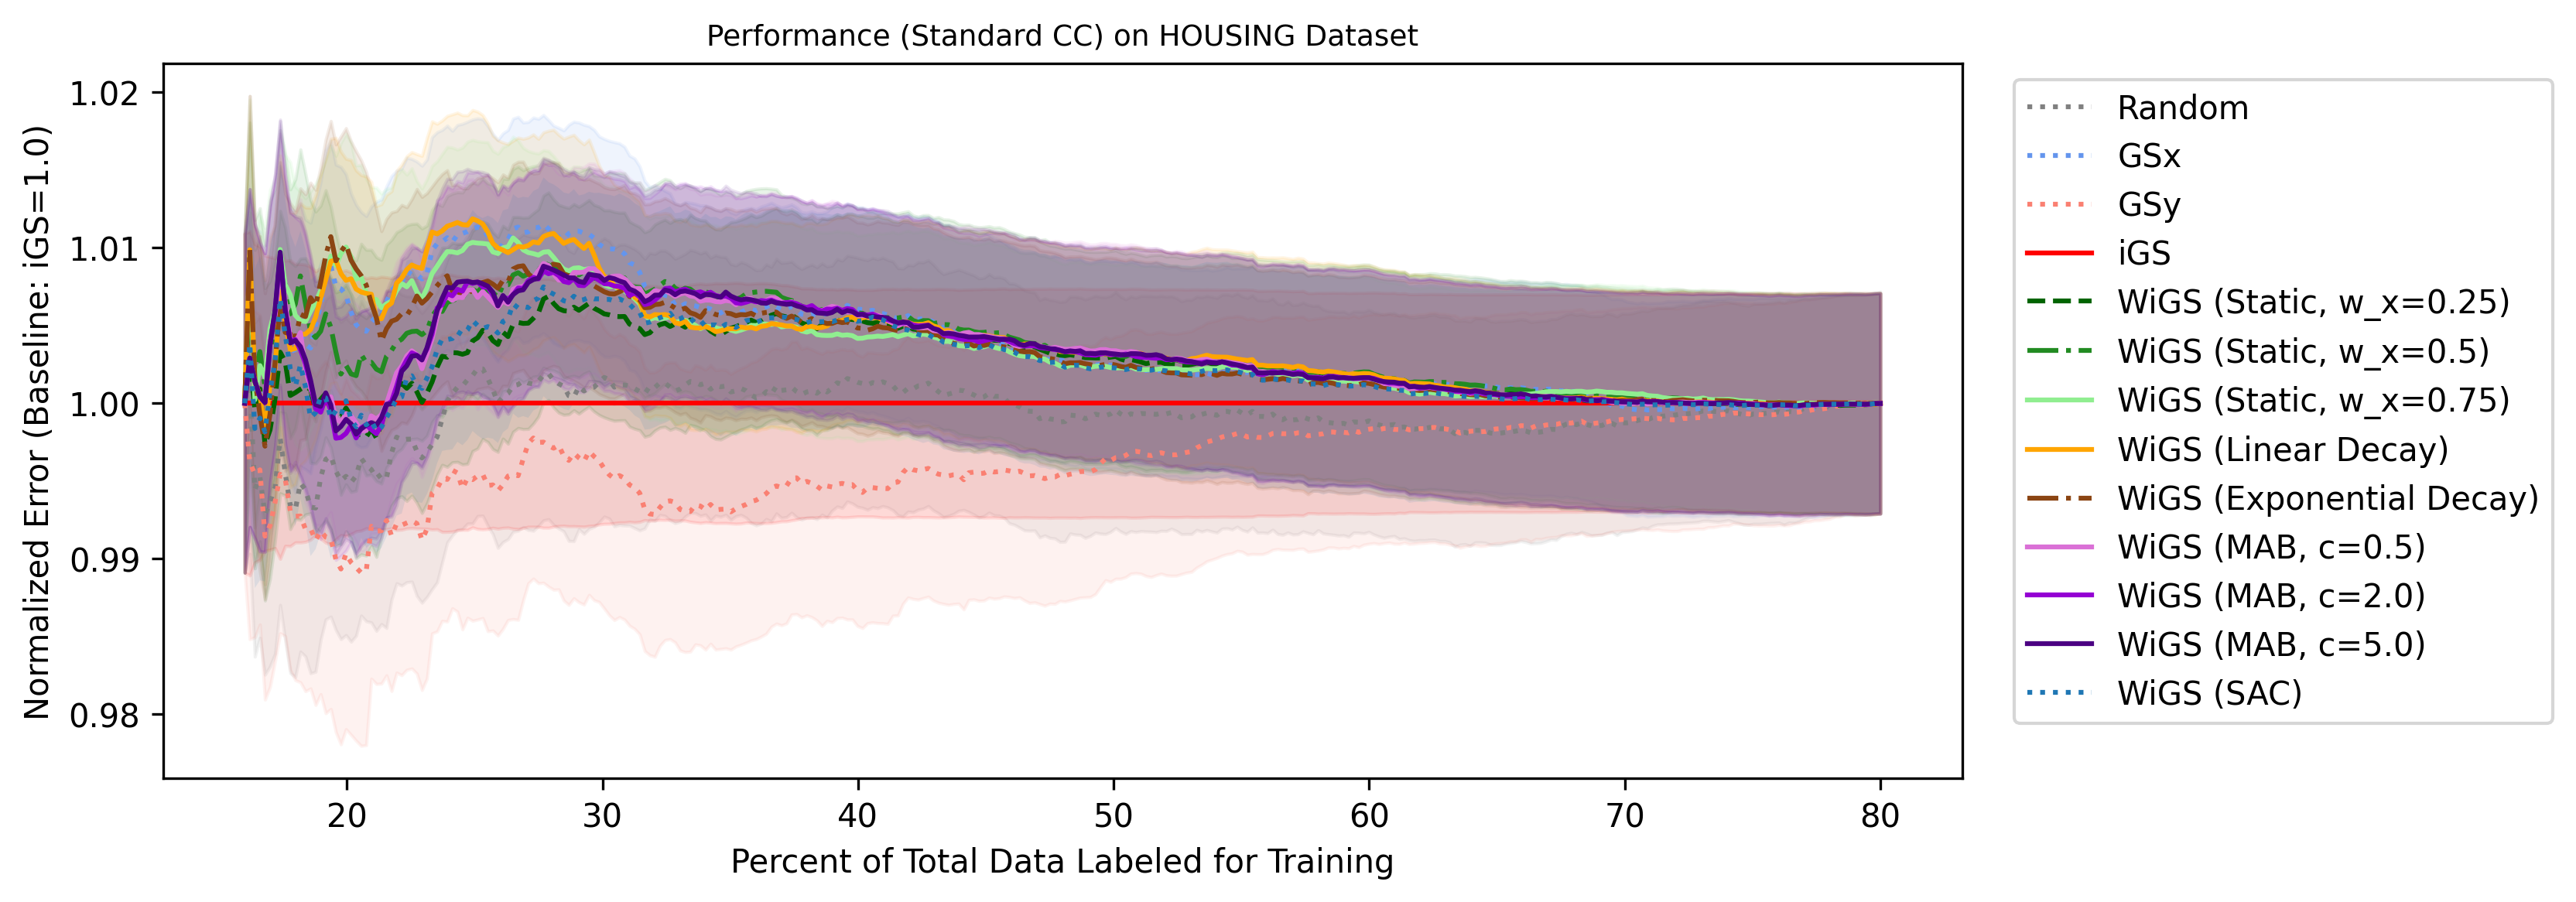 Performance (Standard CC) on HOUSING Dataset
Normalized Error (Baseline: iGS=1.0)
1.02
1.01
1.00
0.99
0.98
20 30 40 50 60 70 80
Percent of Total Data Labeled for Training
Random
GSx
GSy
iGS
WiGS (Static, w_x=0.25)
WiGS (Static, w_x=0.5)
WiGS (Static, w_x=0.75)
WiGS (Linear Decay)
WiGS (Exponential Decay)
WiGS (MAB, c=0.5)
WiGS (MAB, c=2.0)
WiGS (MAB, c=5.0)
WiGS (SAC)